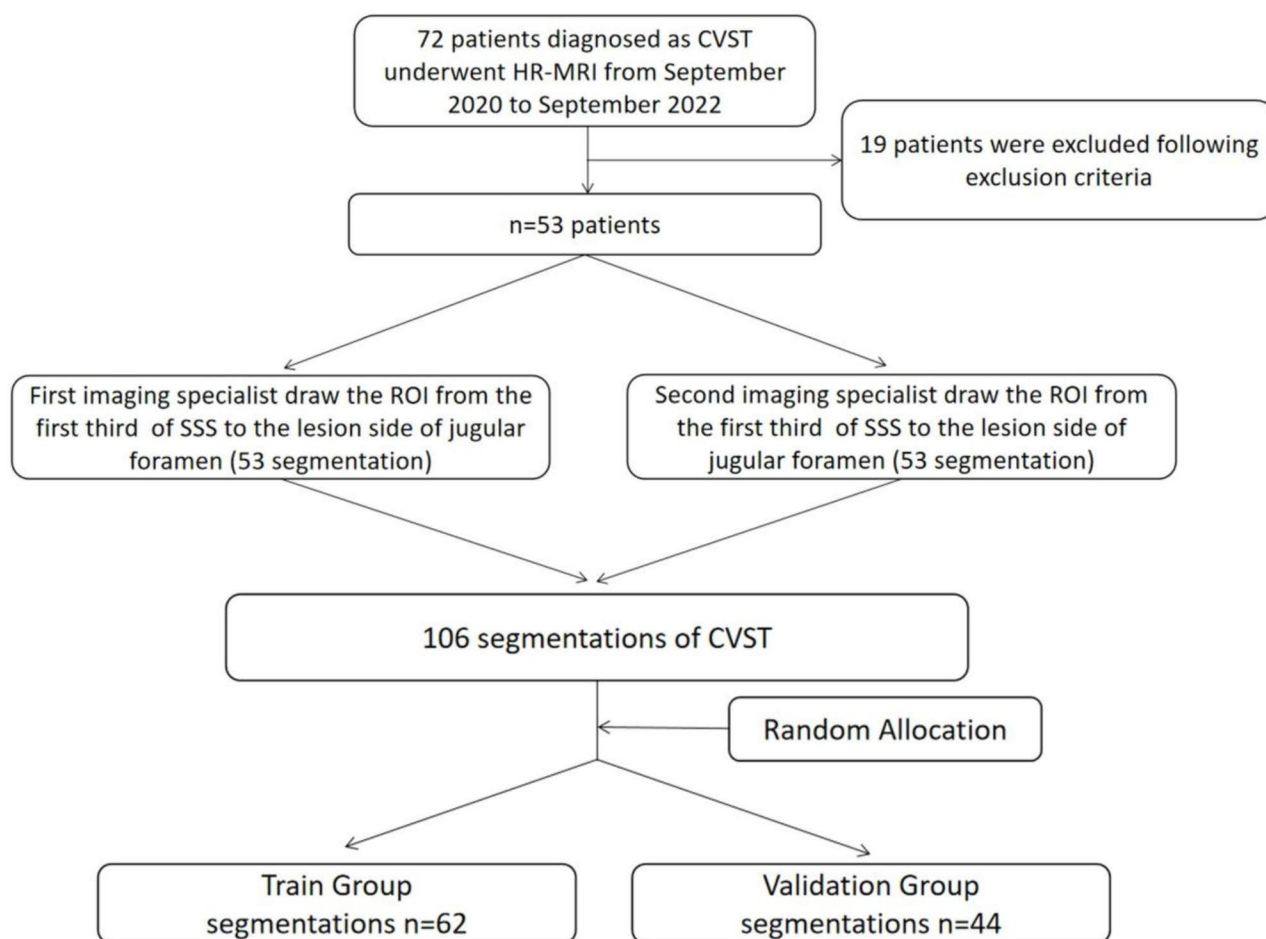 72 patients diagnosed as CVST
underwent HR-MRI from September
2020 to September 2022
19 patients were excluded following
exclusion criteria
n=53 patients
First imaging specialist draw the ROI from the
first third of SSS to the lesion side of jugular
foramen (53 segmentation)
Second imaging specialist draw the ROI from
the first third of SSS to the lesion side of
jugular foramen (53 segmentation)
106 segmentations of CVST
Random Allocation
Train Group
segmentations n=62
Validation Group
segmentations n=44